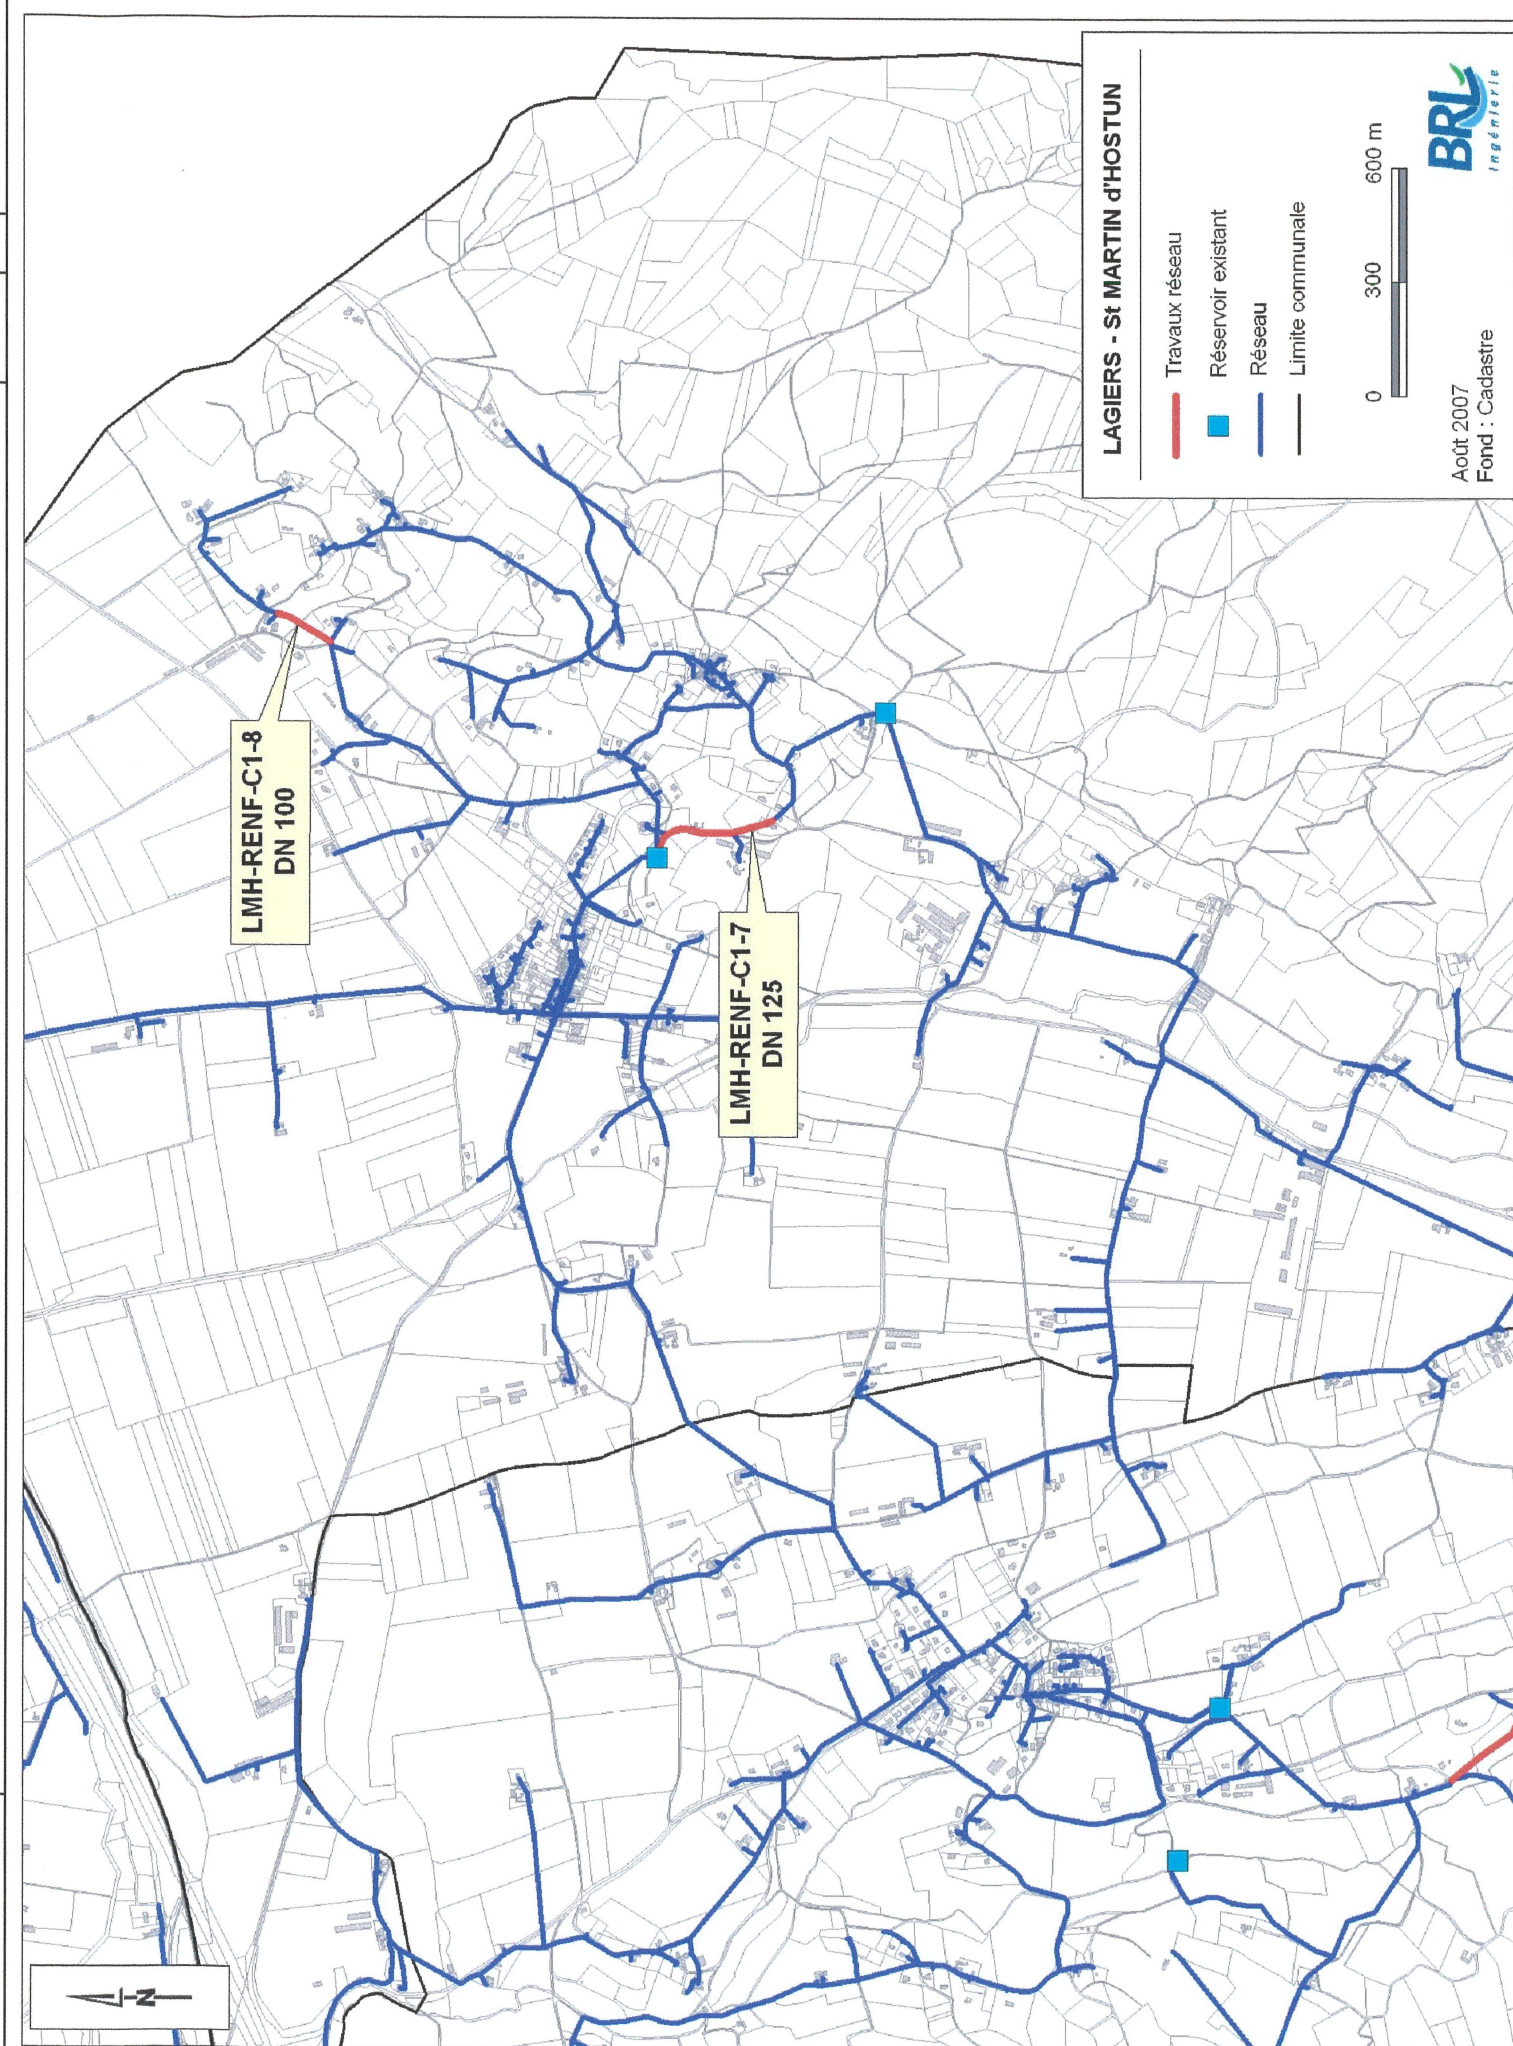 LMH-RENF-C1-8
DN 100
LMH-RENF-C1-7
DN 125
LAGIERS - St MARTIN d'HOSTUN
Travaux réseau
Réservoir existant
Réseau
Limite communale
0 300 600 m
Août 2007
Fond : Cadastre
BRL
Ingénierie
N